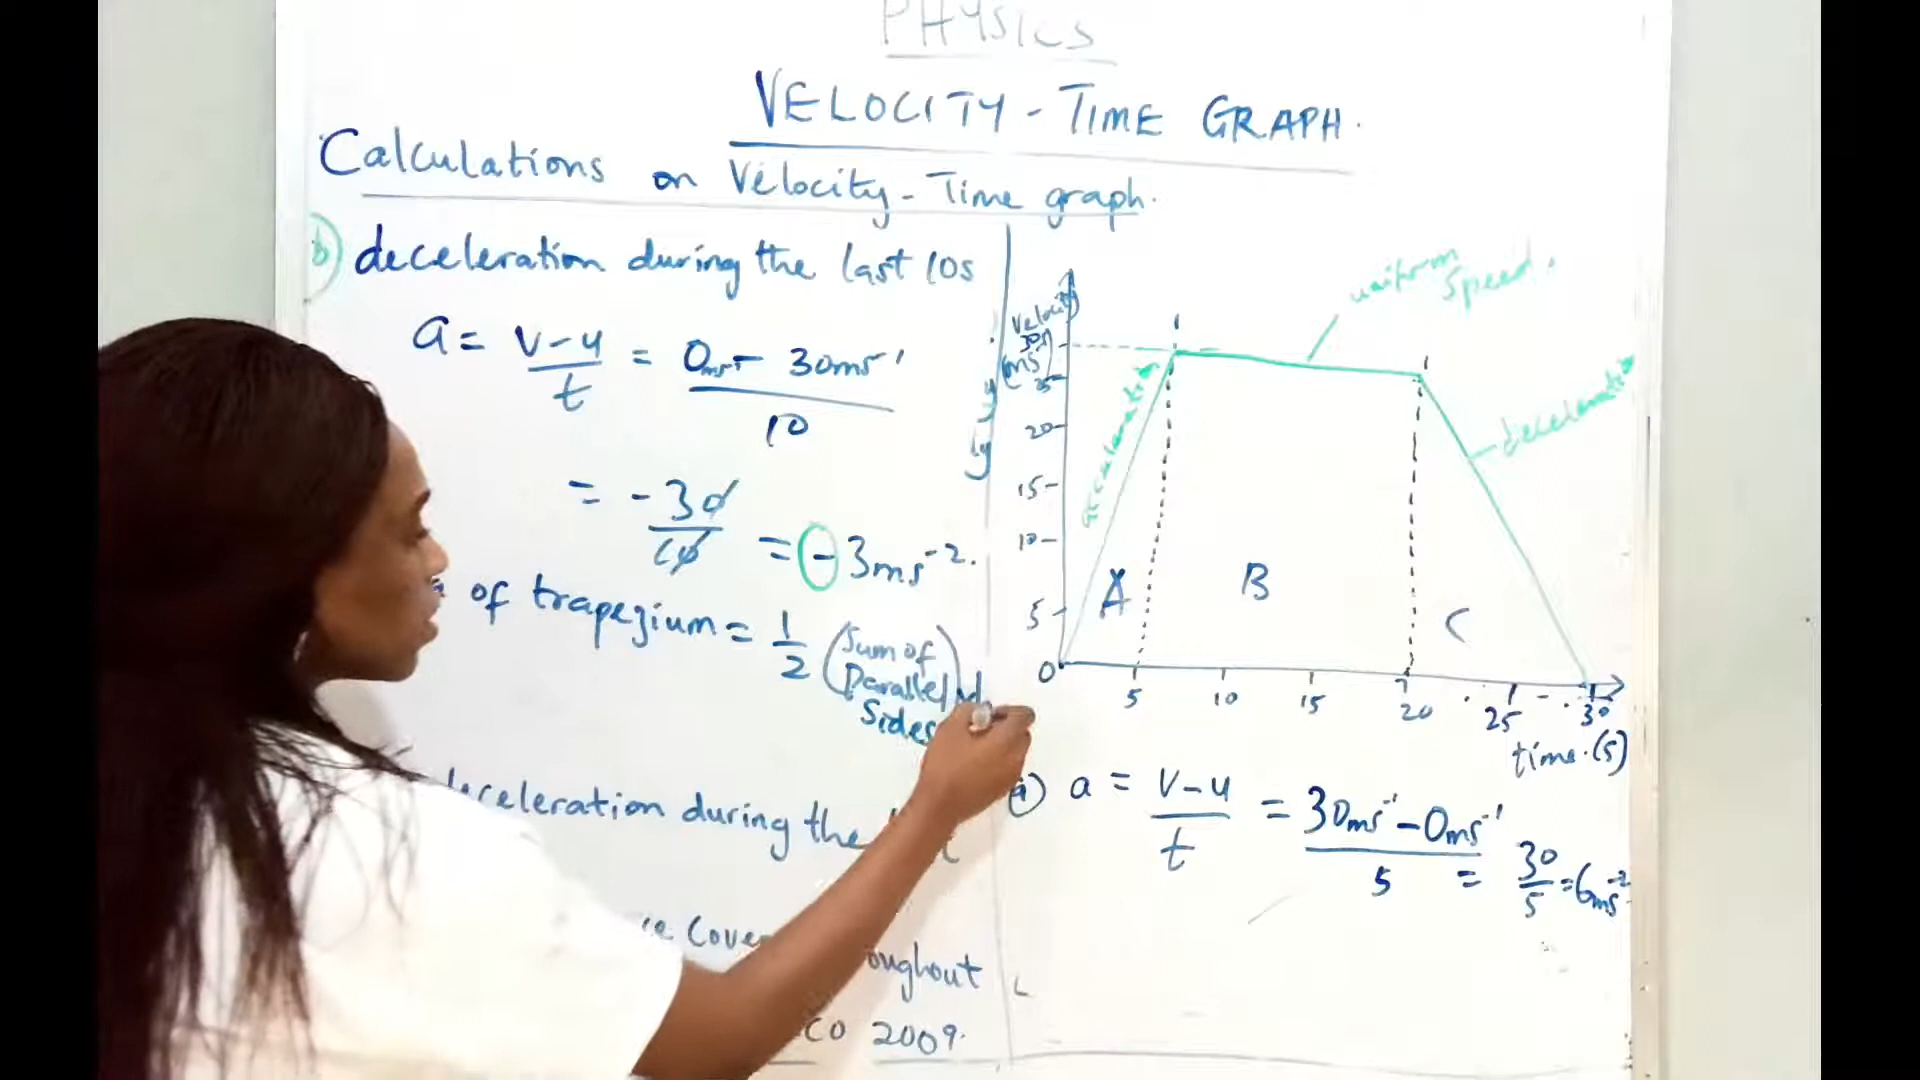 PHYSICS
VELOCITY - TIME GRAPH.
Calculations on Velocity - Time graph.
b) deceleration during the last 10s
a = v-u/t = 0ms⁻¹ - 30ms⁻¹/10
= -30/10 = -3ms⁻².
of trapezium = 1/2 (Sum of Parallel Sides)
deceleration during the
Cove
oughout
CO 2009.
Velocity (ms⁻¹)
30
25
20
15
10
5
0
5 10 15 20 25 30
time (s)
acceleration
uniform
Speed.
deceleration
A B C
a) a = v-u/t = 30ms⁻¹ - 0ms⁻¹/5 = 30/5 = 6ms⁻²